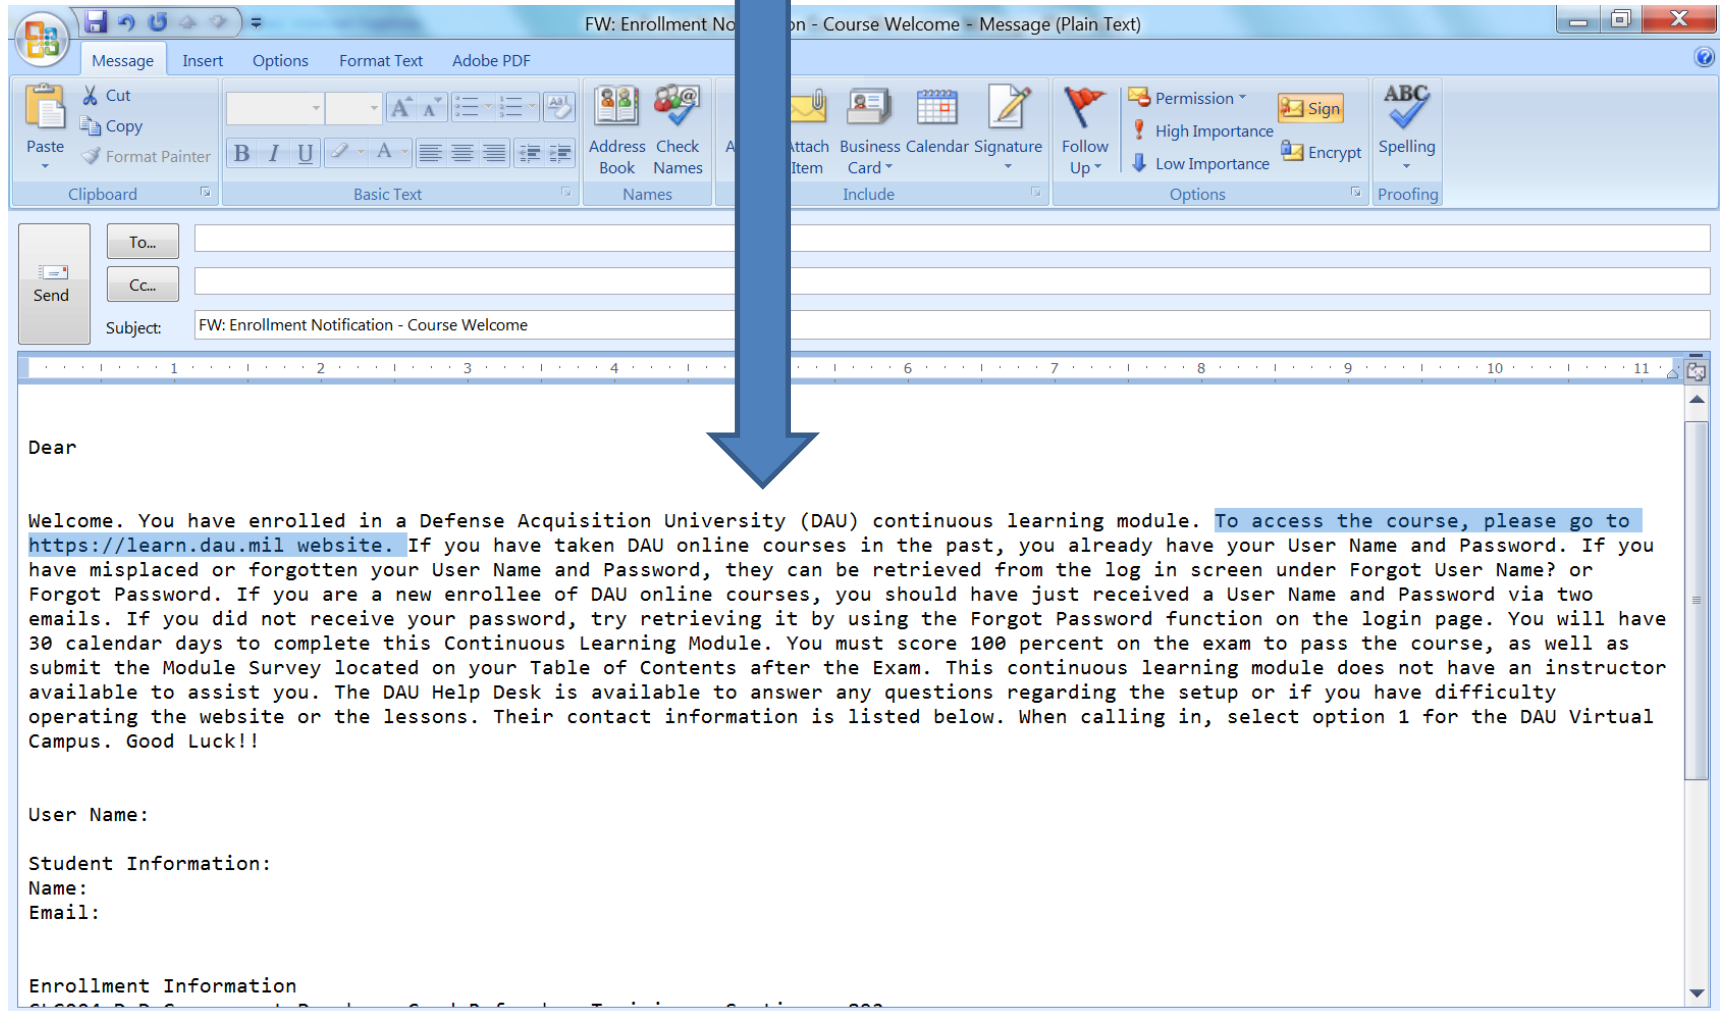 FW: Enrollment No on - Course Welcome - Message (Plain Text)
Message Insert Options Format Text Adobe PDF
Paste
Cut
Copy
Format Painter
Clipboard
B I U A
Basic Text
Address Book
Check Names
Names
Attach Item
Business Card
Calendar
Signature
Include
Follow Up
Permission
High Importance
Low Importance
Sign
Encrypt
Options
ABC
Spelling
Proofing
Send
To...
Cc...
Subject: FW: Enrollment Notification - Course Welcome
1 2 3 4 6 7 8 9 10 11
Dear
Welcome. You have enrolled in a Defense Acquisition University (DAU) continuous learning module. To access the course, please go to
https://learn.dau.mil website. If you have taken DAU online courses in the past, you already have your User Name and Password. If you
have misplaced or forgotten your User Name and Password, they can be retrieved from the log in screen under Forgot User Name? or
Forgot Password. If you are a new enrollee of DAU online courses, you should have just received a User Name and Password via two
emails. If you did not receive your password, try retrieving it by using the Forgot Password function on the login page. You will have
30 calendar days to complete this Continuous Learning Module. You must score 100 percent on the exam to pass the course, as well as
submit the Module Survey located on your Table of Contents after the Exam. This continuous learning module does not have an instructor
available to assist you. The DAU Help Desk is available to answer any questions regarding the setup or if you have difficulty
operating the website or the lessons. Their contact information is listed below. When calling in, select option 1 for the DAU Virtual
Campus. Good Luck!!
User Name:
Student Information:
Name:
Email:
Enrollment Information